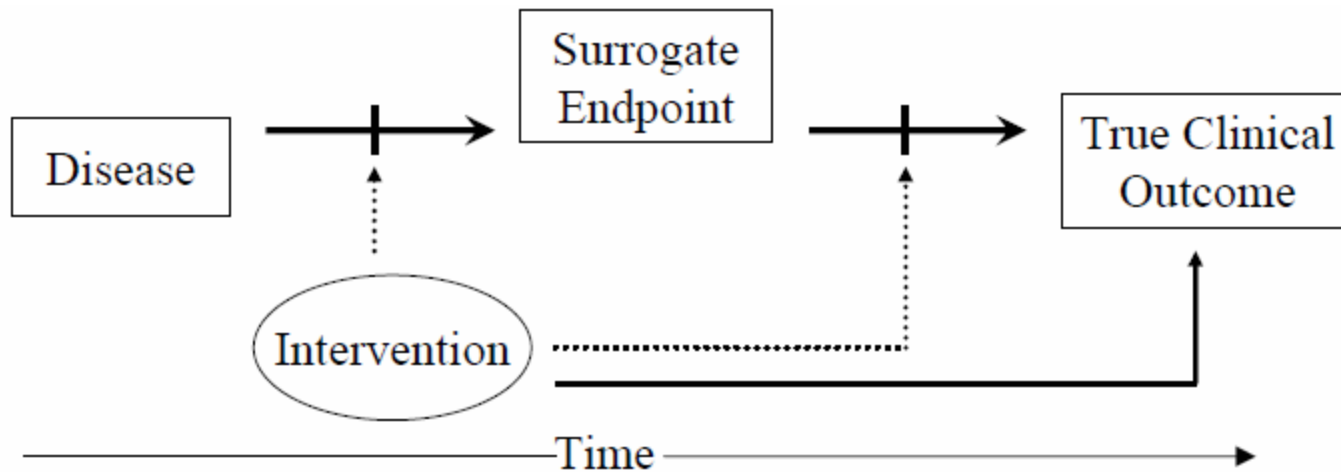 Surrogate
Endpoint
Disease
True Clinical
Outcome
Intervention
Time